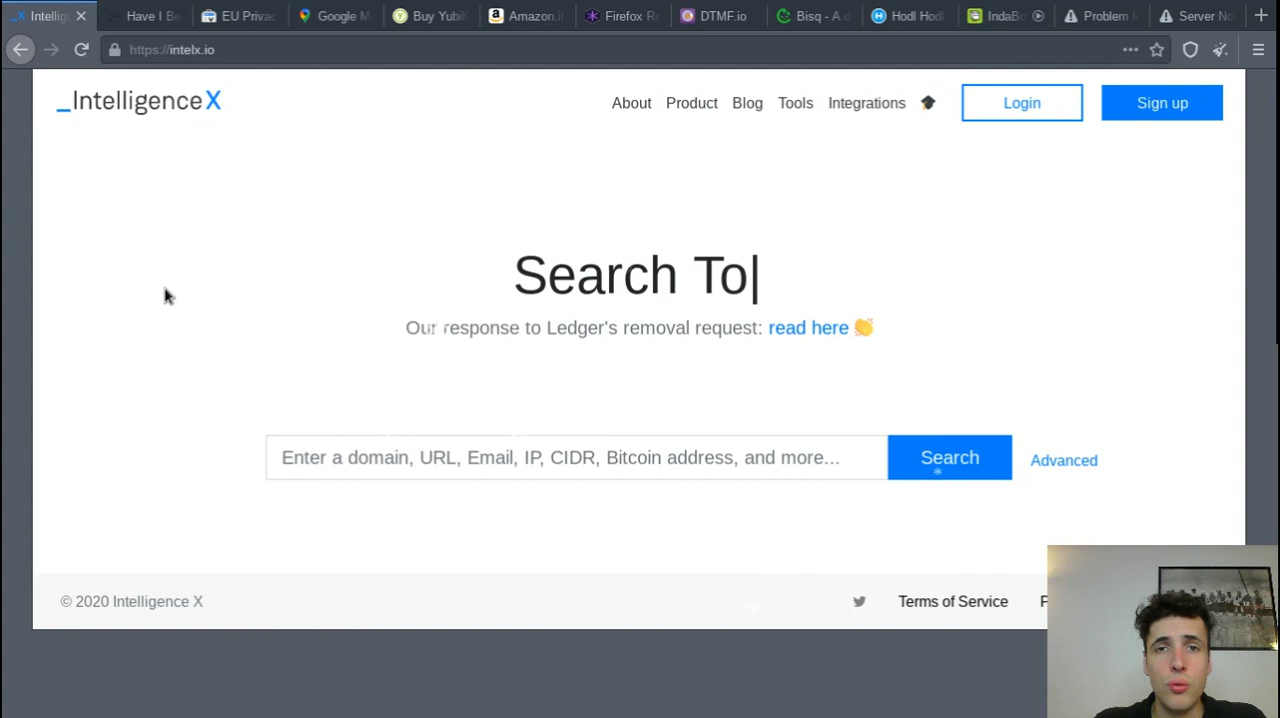 Intellig
Have I Be
EU Privac
Google M
Buy YubiK
Amazon.it
Firefox Re
DTMF.io
Bisq - A d
Hodl Hodl
IndaBo
Problem l
Server No
https://intelx.io
_IntelligenceX
About
Product
Blog
Tools
Integrations
Login
Sign up
Search To|
Our response to Ledger's removal request: read here
Enter a domain, URL, Email, IP, CIDR, Bitcoin address, and more...
Search
Advanced
© 2020 Intelligence X
Terms of Service
P